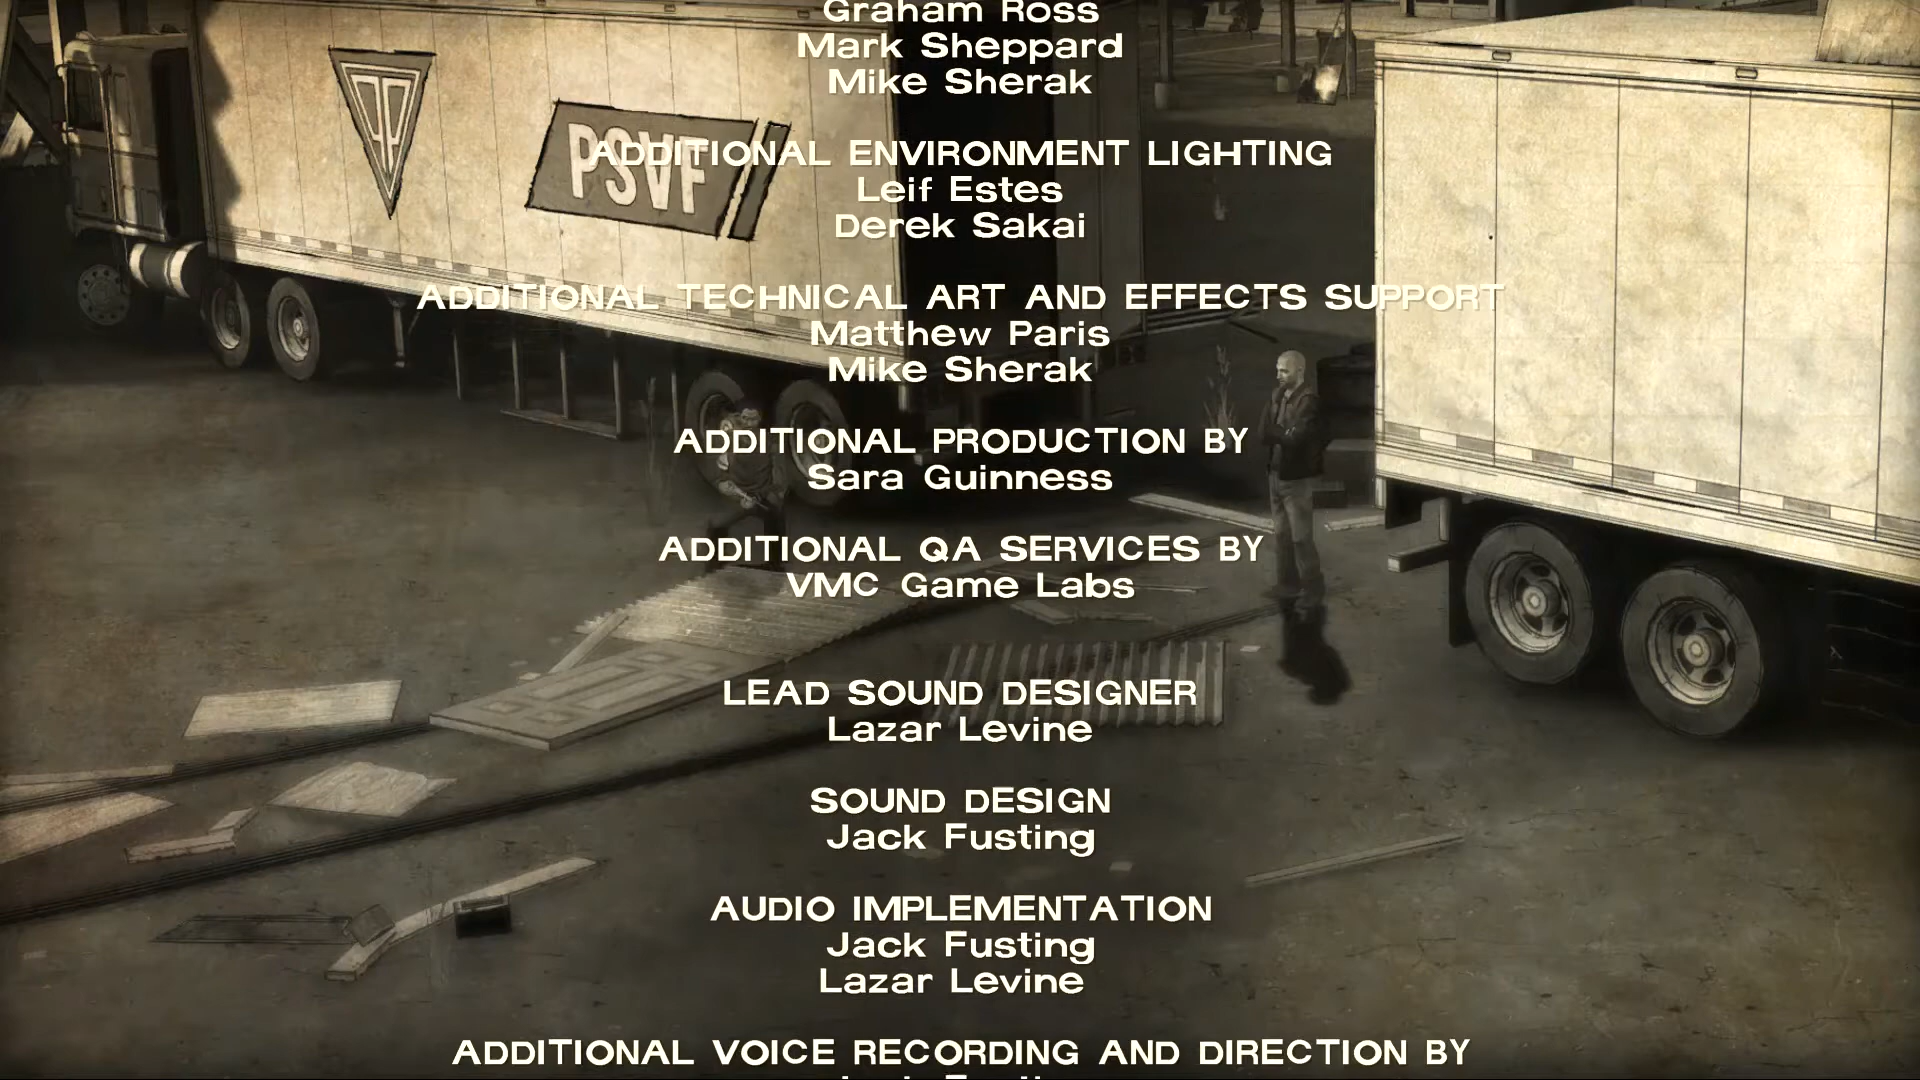 Graham Ross
Mark Sheppard
Mike Sherak
PSVF
ADDITIONAL ENVIRONMENT LIGHTING
Leif Estes
Derek Sakai
ADDITIONAL TECHNICAL ART AND EFFECTS SUPPORT
Matthew Paris
Mike Sherak
ADDITIONAL PRODUCTION BY
Sara Guinness
ADDITIONAL QA SERVICES BY
VMC Game Labs
LEAD SOUND DESIGNER
Lazar Levine
SOUND DESIGN
Jack Fusting
AUDIO IMPLEMENTATION
Jack Fusting
Lazar Levine
ADDITIONAL VOICE RECORDING AND DIRECTION BY